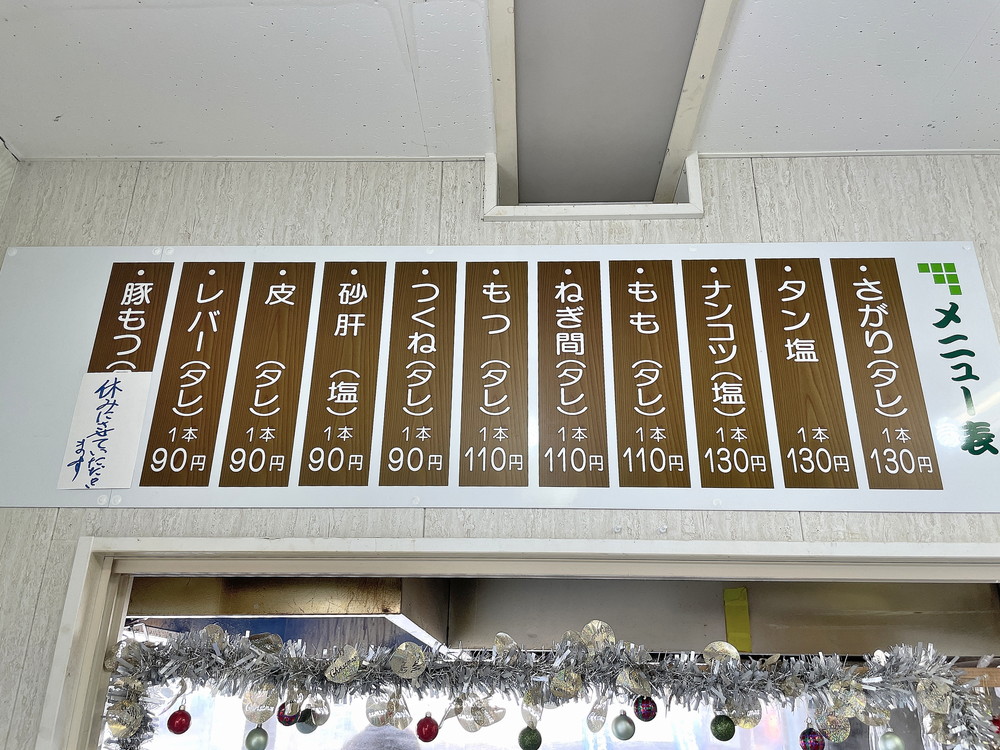 メニュー表
さがり(タレ)
1本
130円
タン塩
1本
130円
ナンコツ(塩)
1本
130円
もも(タレ)
1本
110円
ねぎ間(タレ)
1本
110円
もつ(タレ)
1本
110円
つくね(タレ)
1本
90円
砂肝(塩)
1本
90円
皮(タレ)
1本
90円
レバー(タレ)
1本
90円
豚もつ(
休みにさせていただき
ます